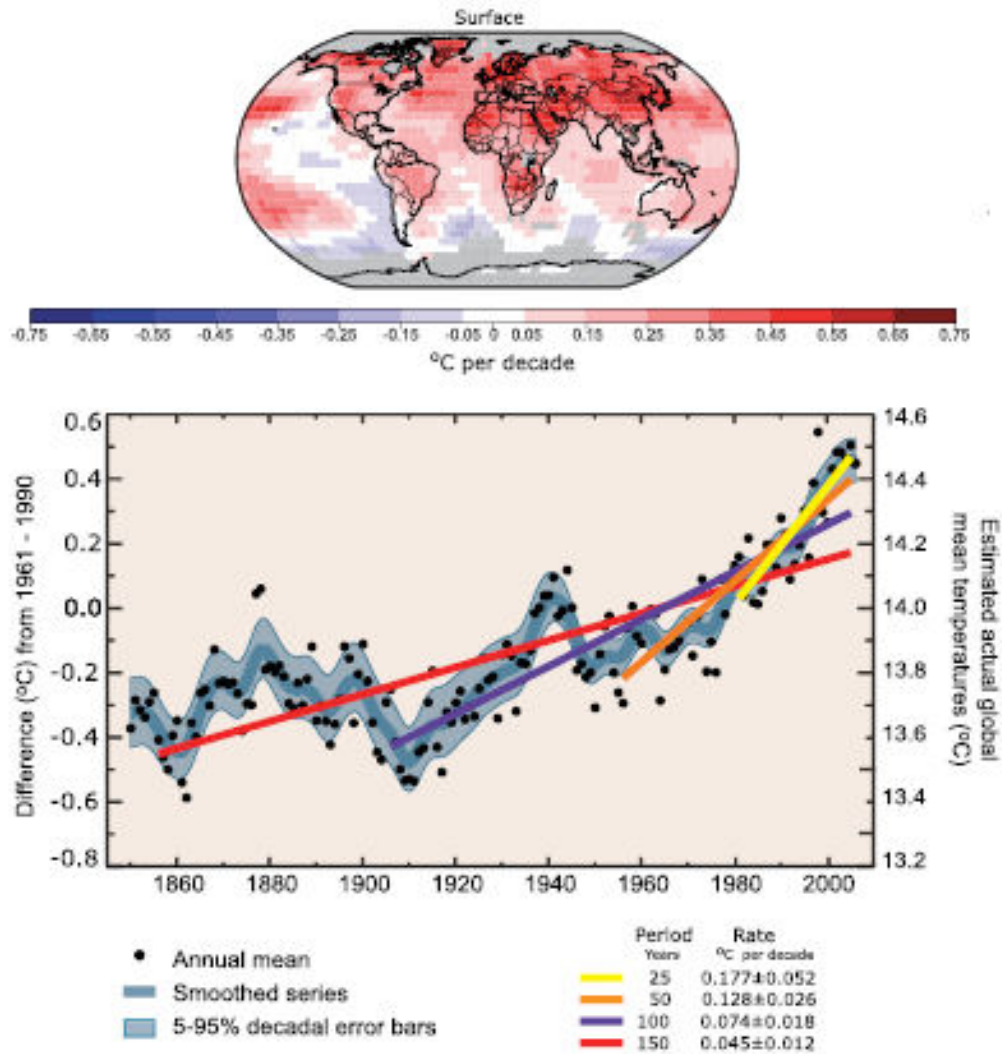 Surface
-0.75 -0.65 -0.55 -0.45 -0.35 -0.25 -0.15 -0.05 0 0.05 0.15 0.25 0.35 0.45 0.55 0.65 0.75
ºC per decade
Difference (ºC) from 1961 - 1990
0.6
0.4
0.2
0.0
-0.2
-0.4
-0.6
-0.8
14.6
14.4
14.2
14.0
13.8
13.6
13.4
13.2
Estimated actual global
mean temperatures (ºC)
1860 1880 1900 1920 1940 1960 1980 2000
Annual mean
Smoothed series
5-95% decadal error bars
Period Rate
Years ºC per decade
25 0.177±0.052
50 0.128±0.026
100 0.074±0.018
150 0.045±0.012